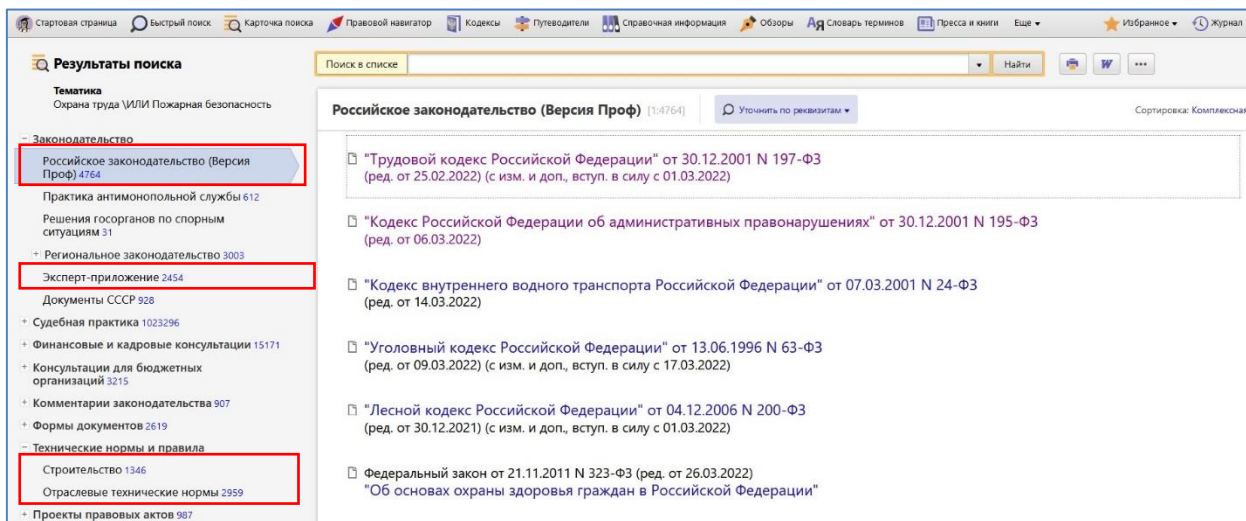 Стартовая страница Быстрый поиск Карточка поиска Правовой навигатор Кодексы Путеводители Справочная информация Обзоры Словарь терминов Пресса и книги Еще Избранное Журнал
Результаты поиска
Тематика
Охрана труда \ИЛИ Пожарная безопасность
Законодательство
Российское законодательство (Версия
Проф) 4764
Практика антимонопольной службы 612
Решения госорганов по спорным
ситуациям 31
Региональное законодательство 3003
Эксперт-приложение 2454
Документы СССР 928
Судебная практика 1023296
Финансовые и кадровые консультации 15171
Консультации для бюджетных
организаций 3215
Комментарии законодательства 907
Формы документов 2619
Технические нормы и правила
Строительство 1346
Отраслевые технические нормы 2959
Проекты правовых актов 987
Поиск в списке Найти
Российское законодательство (Версия Проф) [1:4764] Уточнить по реквизитам Сортировка: Комплексная
"Трудовой кодекс Российской Федерации" от 30.12.2001 N 197-ФЗ
(ред. от 25.02.2022) (с изм. и доп., вступ. в силу с 01.03.2022)
"Кодекс Российской Федерации об административных правонарушениях" от 30.12.2001 N 195-ФЗ
(ред. от 06.03.2022)
"Кодекс внутреннего водного транспорта Российской Федерации" от 07.03.2001 N 24-ФЗ
(ред. от 14.03.2022)
"Уголовный кодекс Российской Федерации" от 13.06.1996 N 63-ФЗ
(ред. от 09.03.2022) (с изм. и доп., вступ. в силу с 17.03.2022)
"Лесной кодекс Российской Федерации" от 04.12.2006 N 200-ФЗ
(ред. от 30.12.2021) (с изм. и доп., вступ. в силу с 01.03.2022)
Федеральный закон от 21.11.2011 N 323-ФЗ (ред. от 26.03.2022)
"Об основах охраны здоровья граждан в Российской Федерации"